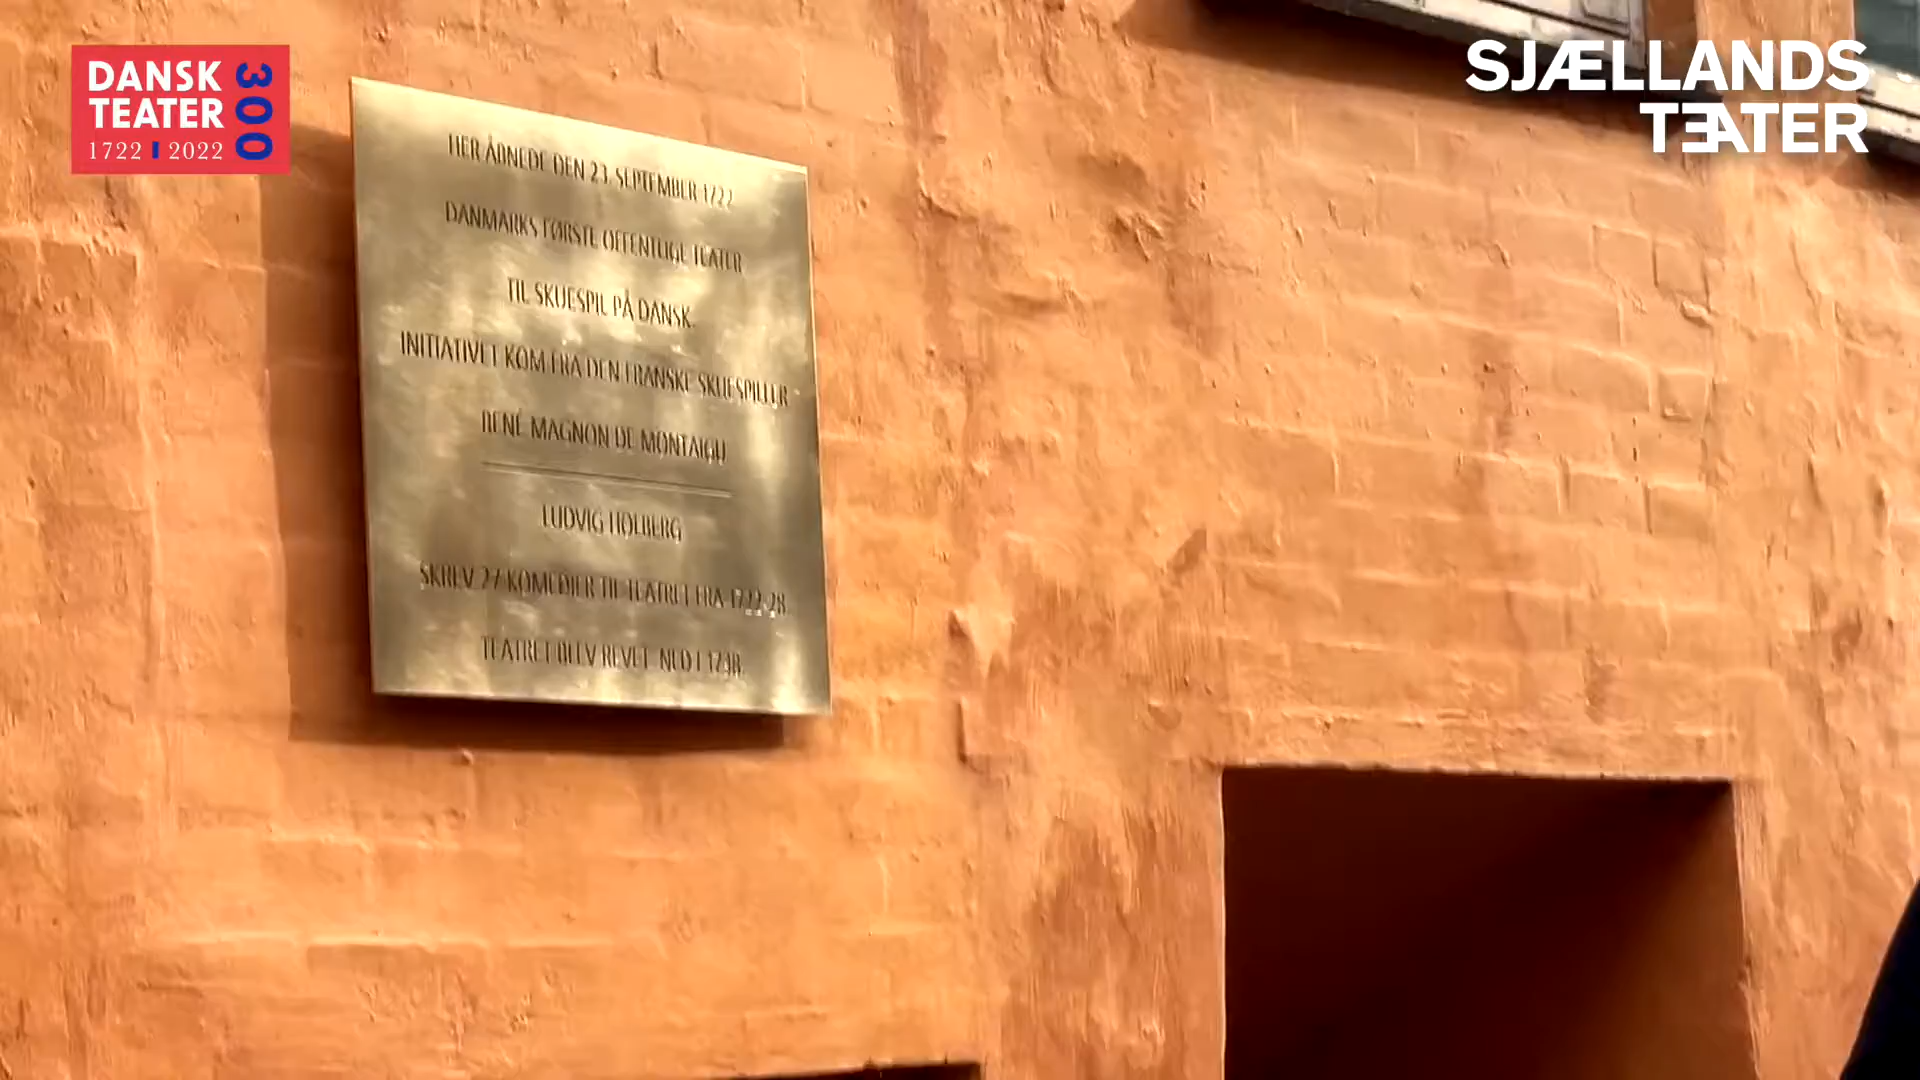 DANSK
TEATER
300
1722 | 2022
SJÆLLANDS
TEATER
HER ÅBNEDE DEN 23. SEPTEMBER 1722
DANMARKS FØRSTE OFFENTLIGE TEATER
TIL SKUESPIL PÅ DANSK.
INITIATIVET KOM FRA DEN FRANSKE SKUESPILLER
RENÉ MAGNON DE MONTAIGU
LUDVIG HOLBERG
SKREV 27 KOMEDIER TIL TEATRET FRA 1722-28
TEATRET BLEV REVET NED I